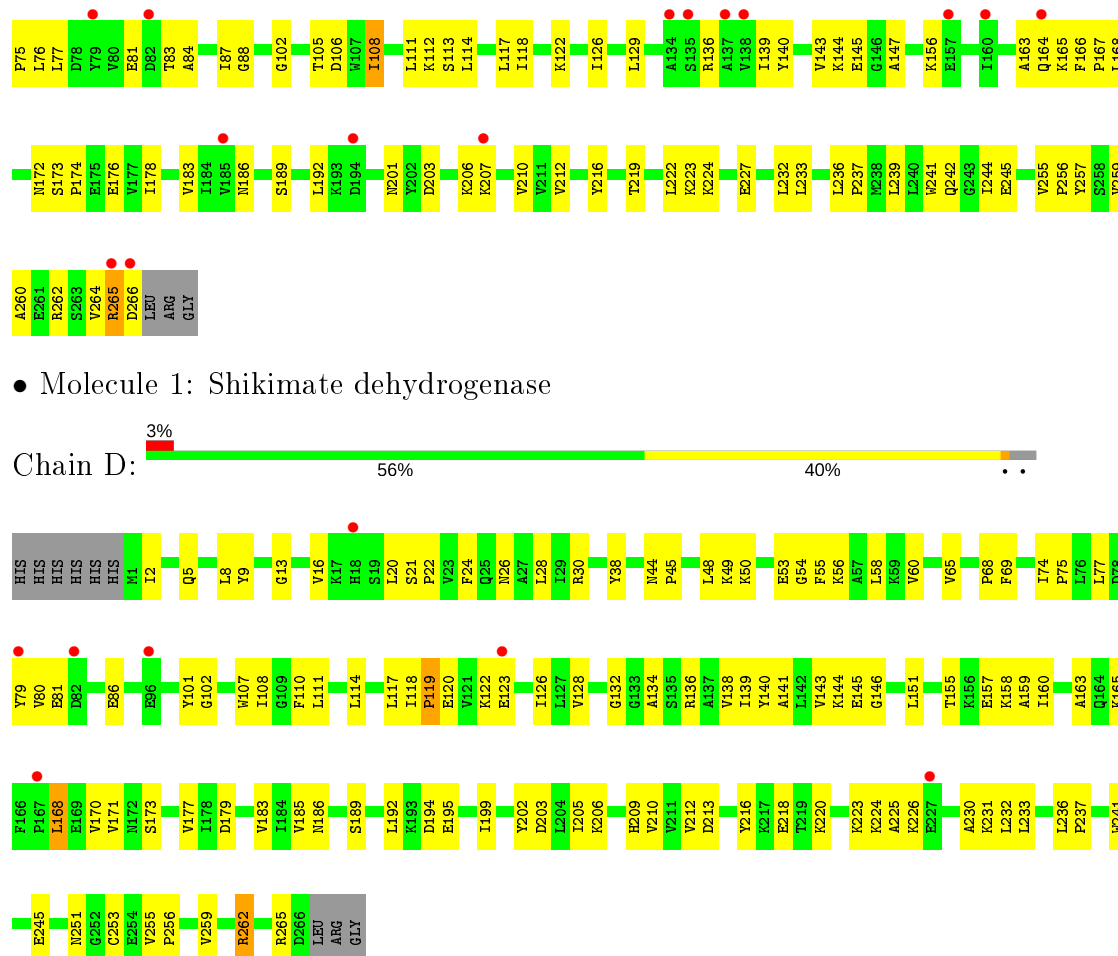 P75 L76 L77 D78 Y79 V80 E81 D82 T83 A84 I87 G88 G102 T105 D106 W107 I108 L111 K112 S113 L114 L117 I118 K122 I126 L129 A134 S135 R136 A137 V138 I139 Y140 V143 K144 E145 G146 A147 K156 E157 I160 A163 Q164 K165 F166 P167 L168
N172 S173 P174 E175 E176 V177 I178 V183 I184 V185 N186 S189 L192 K193 D194 N201 Y202 D203 K206 K207 V210 V211 V212 Y216 T219 L222 K223 K224 E227 L232 L233 L236 P237 M238 L239 L240 W241 Q242 G243 I244 E245 V255 P256 Y257 S258 V259
A260 E261 R262 S263 V264 R265 D266 LEU ARG GLY
• Molecule 1: Shikimate dehydrogenase
3%
Chain D:
56% 40% • •
HIS HIS HIS HIS HIS HIS M1 I2 Q5 L8 Y9 G13 V16 K17 H18 S19 L20 S21 P22 V23 F24 Q25 N26 A27 L28 I29 R30 Y38 N44 P45 L48 K49 K50 E53 G54 F55 K56 A57 L58 K59 V60 V65 P68 F69 I74 P75 L76 L77 D78
Y79 V80 E81 D82 E86 E96 Y101 G102 W107 I108 G109 F110 L111 L114 L117 I118 P119 E120 V121 K122 E123 I126 L127 V128 G132 G133 A134 S135 R136 A137 V138 I139 Y140 A141 L142 V143 K144 E145 G146 L151 T155 K156 E157 K158 A159 I160 A163 Q164 K165
F166 P167 L168 E169 V170 V171 N172 S173 V177 I178 D179 V183 I184 V185 N186 S189 L192 K193 D194 E195 I199 Y202 D203 L204 I205 K206 H209 V210 V211 V212 D213 Y216 K217 E218 T219 K220 K223 K224 A225 K226 E227 A230 K231 L232 L233 L236 P237 W241
E245 N251 G252 C253 E254 V255 P256 V259 R262 R265 D266 LEU ARG GLY